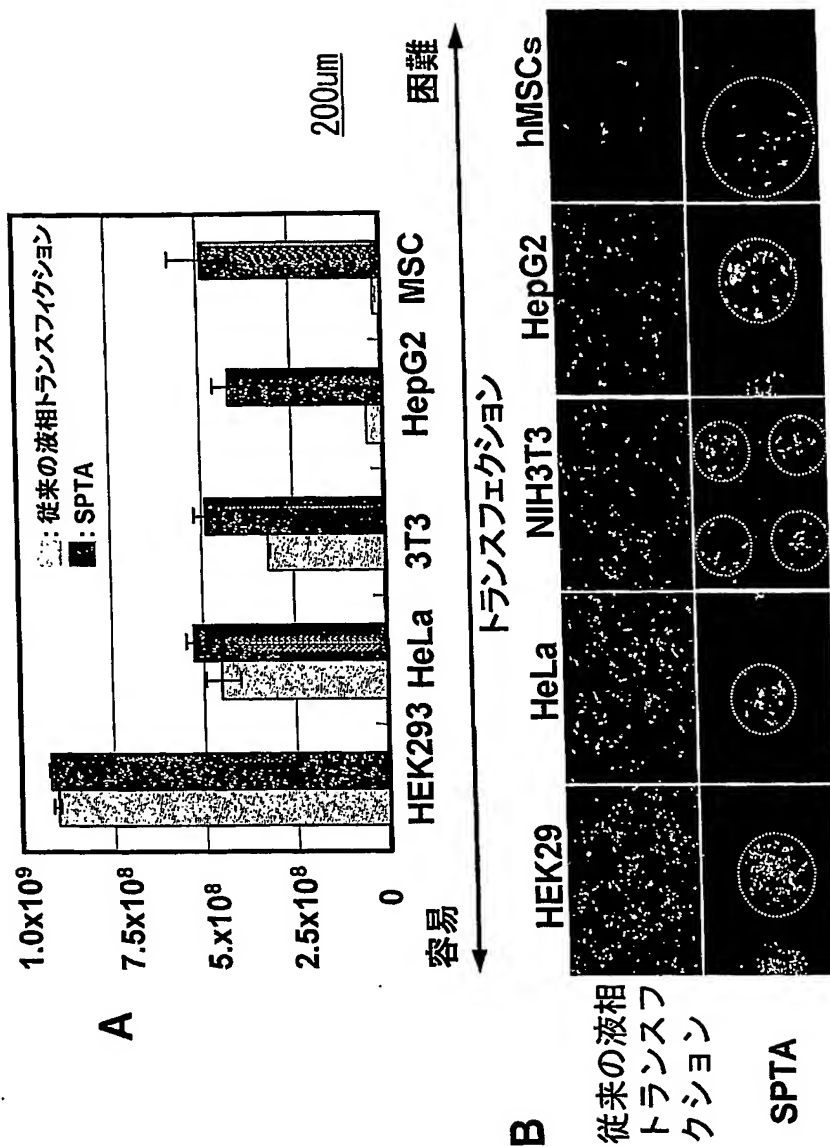 A
1.0x10⁹
7.5x10⁸
5.x10⁸
2.5x10⁸
0
: 従来の液相トランスフィクション
: SPTA
HEK293 HeLa 3T3 HepG2 MSC
200um
容易 困難
トランスフェクション
B
HEK29 HeLa NIH3T3 HepG2 hMSCs
従来の液相
トランスフ
クション
SPTA